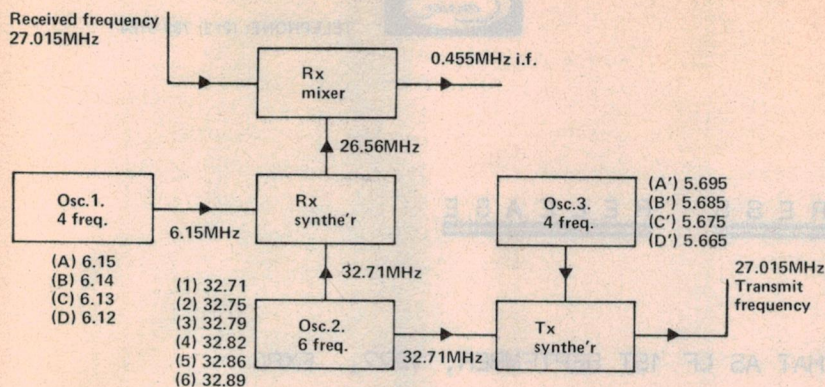 Received frequency
27.015MHz
Rx
mixer
0.455MHz i.f.
26.56MHz
Osc.1.
4 freq.
6.15MHz
Rx
synthe'r
Osc.3.
4 freq.
(A') 5.695
(B') 5.685
(C') 5.675
(D') 5.665
(A) 6.15
(B) 6.14
(C) 6.13
(D) 6.12
32.71MHz
(1) 32.71
(2) 32.75
(3) 32.79
(4) 32.82
(5) 32.86
(6) 32.89
Osc.2.
6 freq.
32.71MHz
Tx
synthe'r
27.015MHz
Transmit
frequency